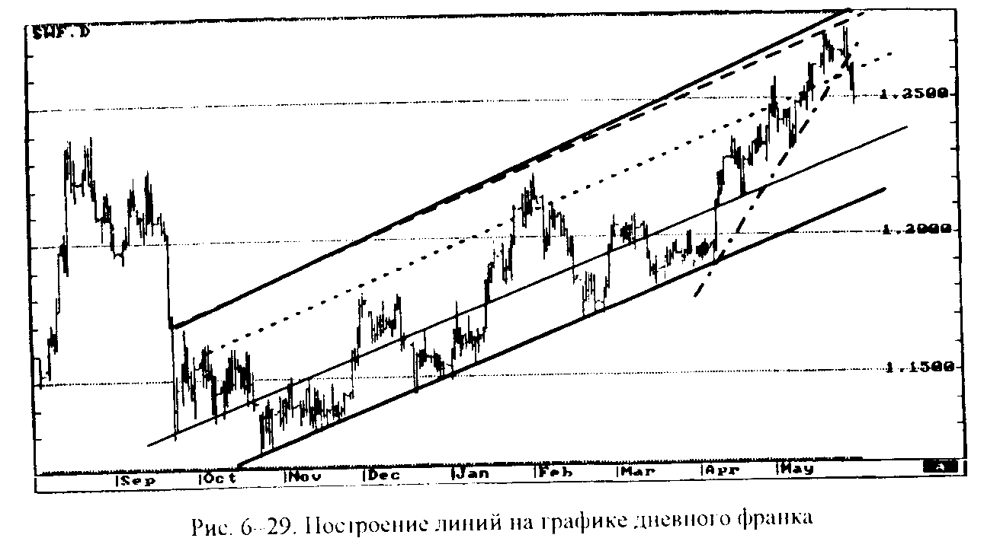 SWF.D
1.2500
1.2000
1.1500
Sep Oct Nov Dec Jan Feb Mar Apr May
Рис. 6-29. Построение линий на графике дневного франка